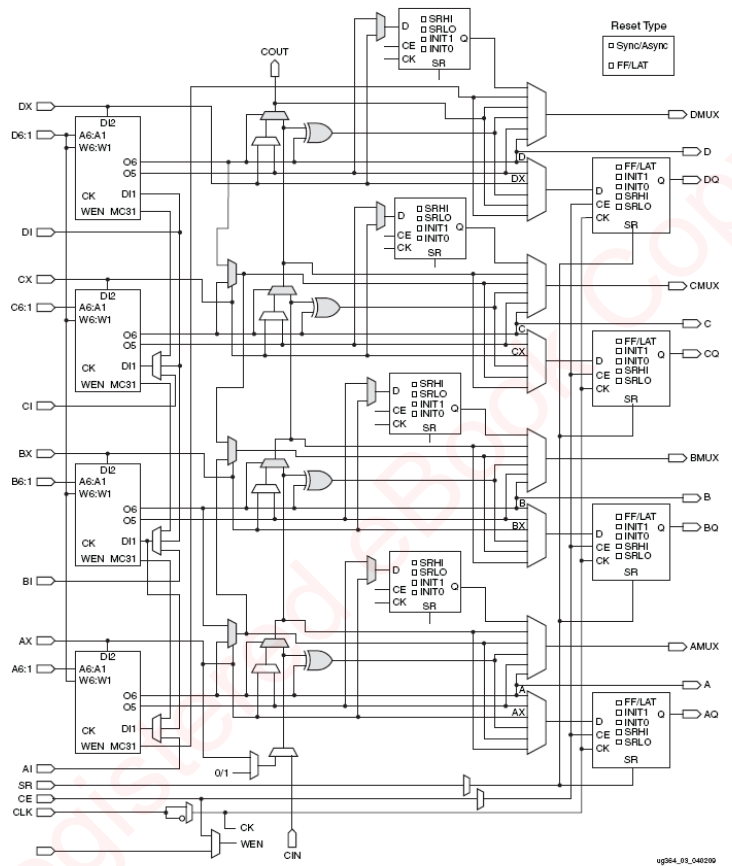 Reset Type
Sync/Async
FF/LAT
COUT
D
SRHI
SRLO
INIT1
INIT0
Q
CE
CK
SR
DX
D6:1
DI2
A6:A1
W6:W1
O6
O5
CK
DI1
WEN MC31
DMUX
D
D
DX
FF/LAT
INIT1
INIT0
SRHI
SRLO
D
CE
CK
Q
SR
DQ
DI
D
SRHI
SRLO
INIT1
INIT0
Q
CE
CK
SR
CX
C6:1
DI2
A6:A1
W6:W1
O6
O5
CK
DI1
WEN MC31
CMUX
C
C
CX
FF/LAT
INIT1
INIT0
SRHI
SRLO
D
CE
CK
Q
SR
CQ
CI
D
SRHI
SRLO
INIT1
INIT0
Q
CE
CK
SR
BX
B6:1
DI2
A6:A1
W6:W1
O6
O5
CK
DI1
WEN MC31
BMUX
B
B
BX
FF/LAT
INIT1
INIT0
SRHI
SRLO
D
CE
CK
Q
SR
BQ
BI
D
SRHI
SRLO
INIT1
INIT0
Q
CE
CK
SR
AX
A6:1
DI2
A6:A1
W6:W1
O6
O5
CK
DI1
WEN MC31
AMUX
A
A
AX
FF/LAT
INIT1
INIT0
SRHI
SRLO
D
CE
CK
Q
SR
AQ
AI
0/1
SR
CE
CLK
CK
WEN
CIN
ug364_03_040209
Registered eBook Copy